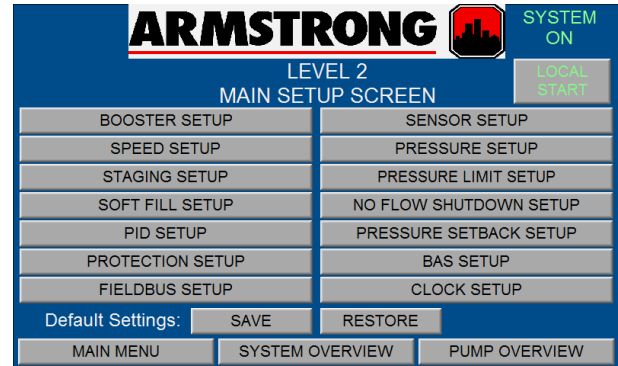 ARMSTRONG
SYSTEM
ON
LEVEL 2
MAIN SETUP SCREEN
LOCAL
START
BOOSTER SETUP
SENSOR SETUP
SPEED SETUP
PRESSURE SETUP
STAGING SETUP
PRESSURE LIMIT SETUP
SOFT FILL SETUP
NO FLOW SHUTDOWN SETUP
PID SETUP
PRESSURE SETBACK SETUP
PROTECTION SETUP
BAS SETUP
FIELDBUS SETUP
CLOCK SETUP
Default Settings: SAVE RESTORE
MAIN MENU SYSTEM OVERVIEW PUMP OVERVIEW